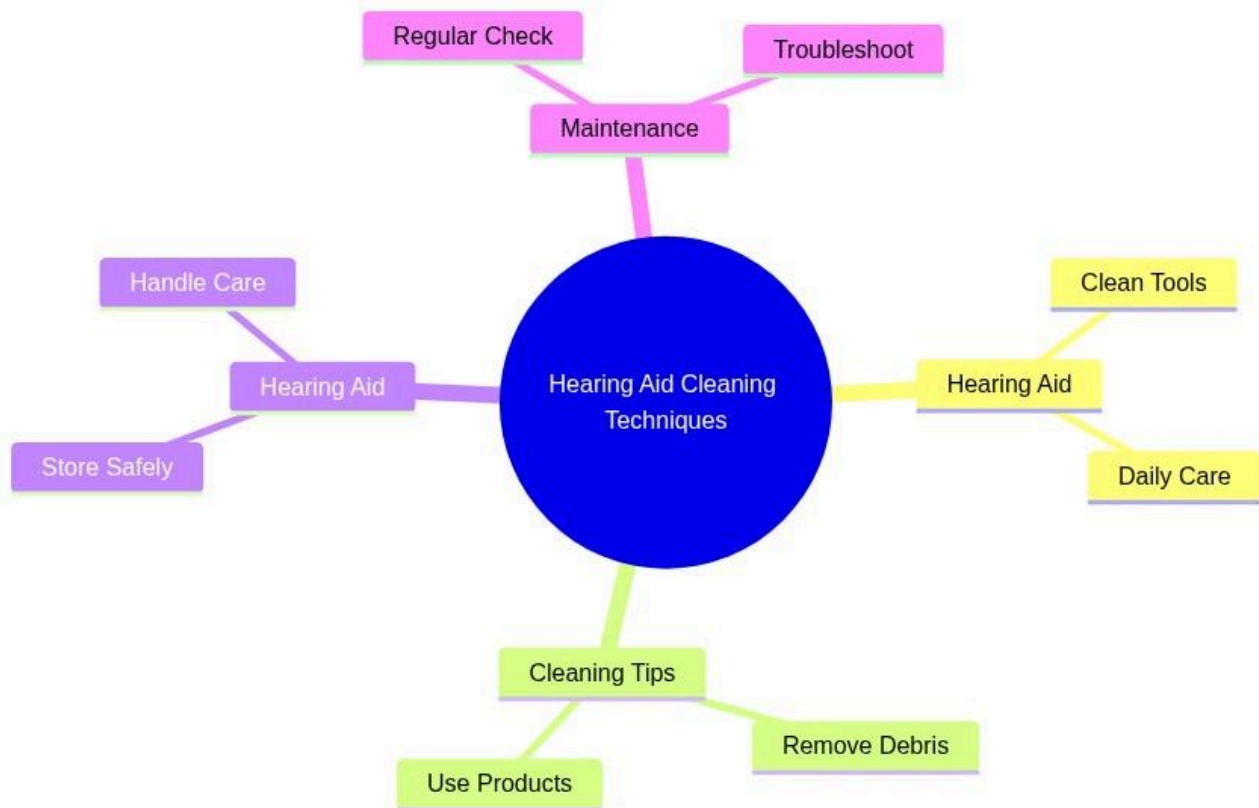 Regular Check
Troubleshoot
Maintenance
Handle Care
Clean Tools
Hearing Aid
Hearing Aid Cleaning
Techniques
Hearing Aid
Store Safely
Daily Care
Cleaning Tips
Remove Debris
Use Products